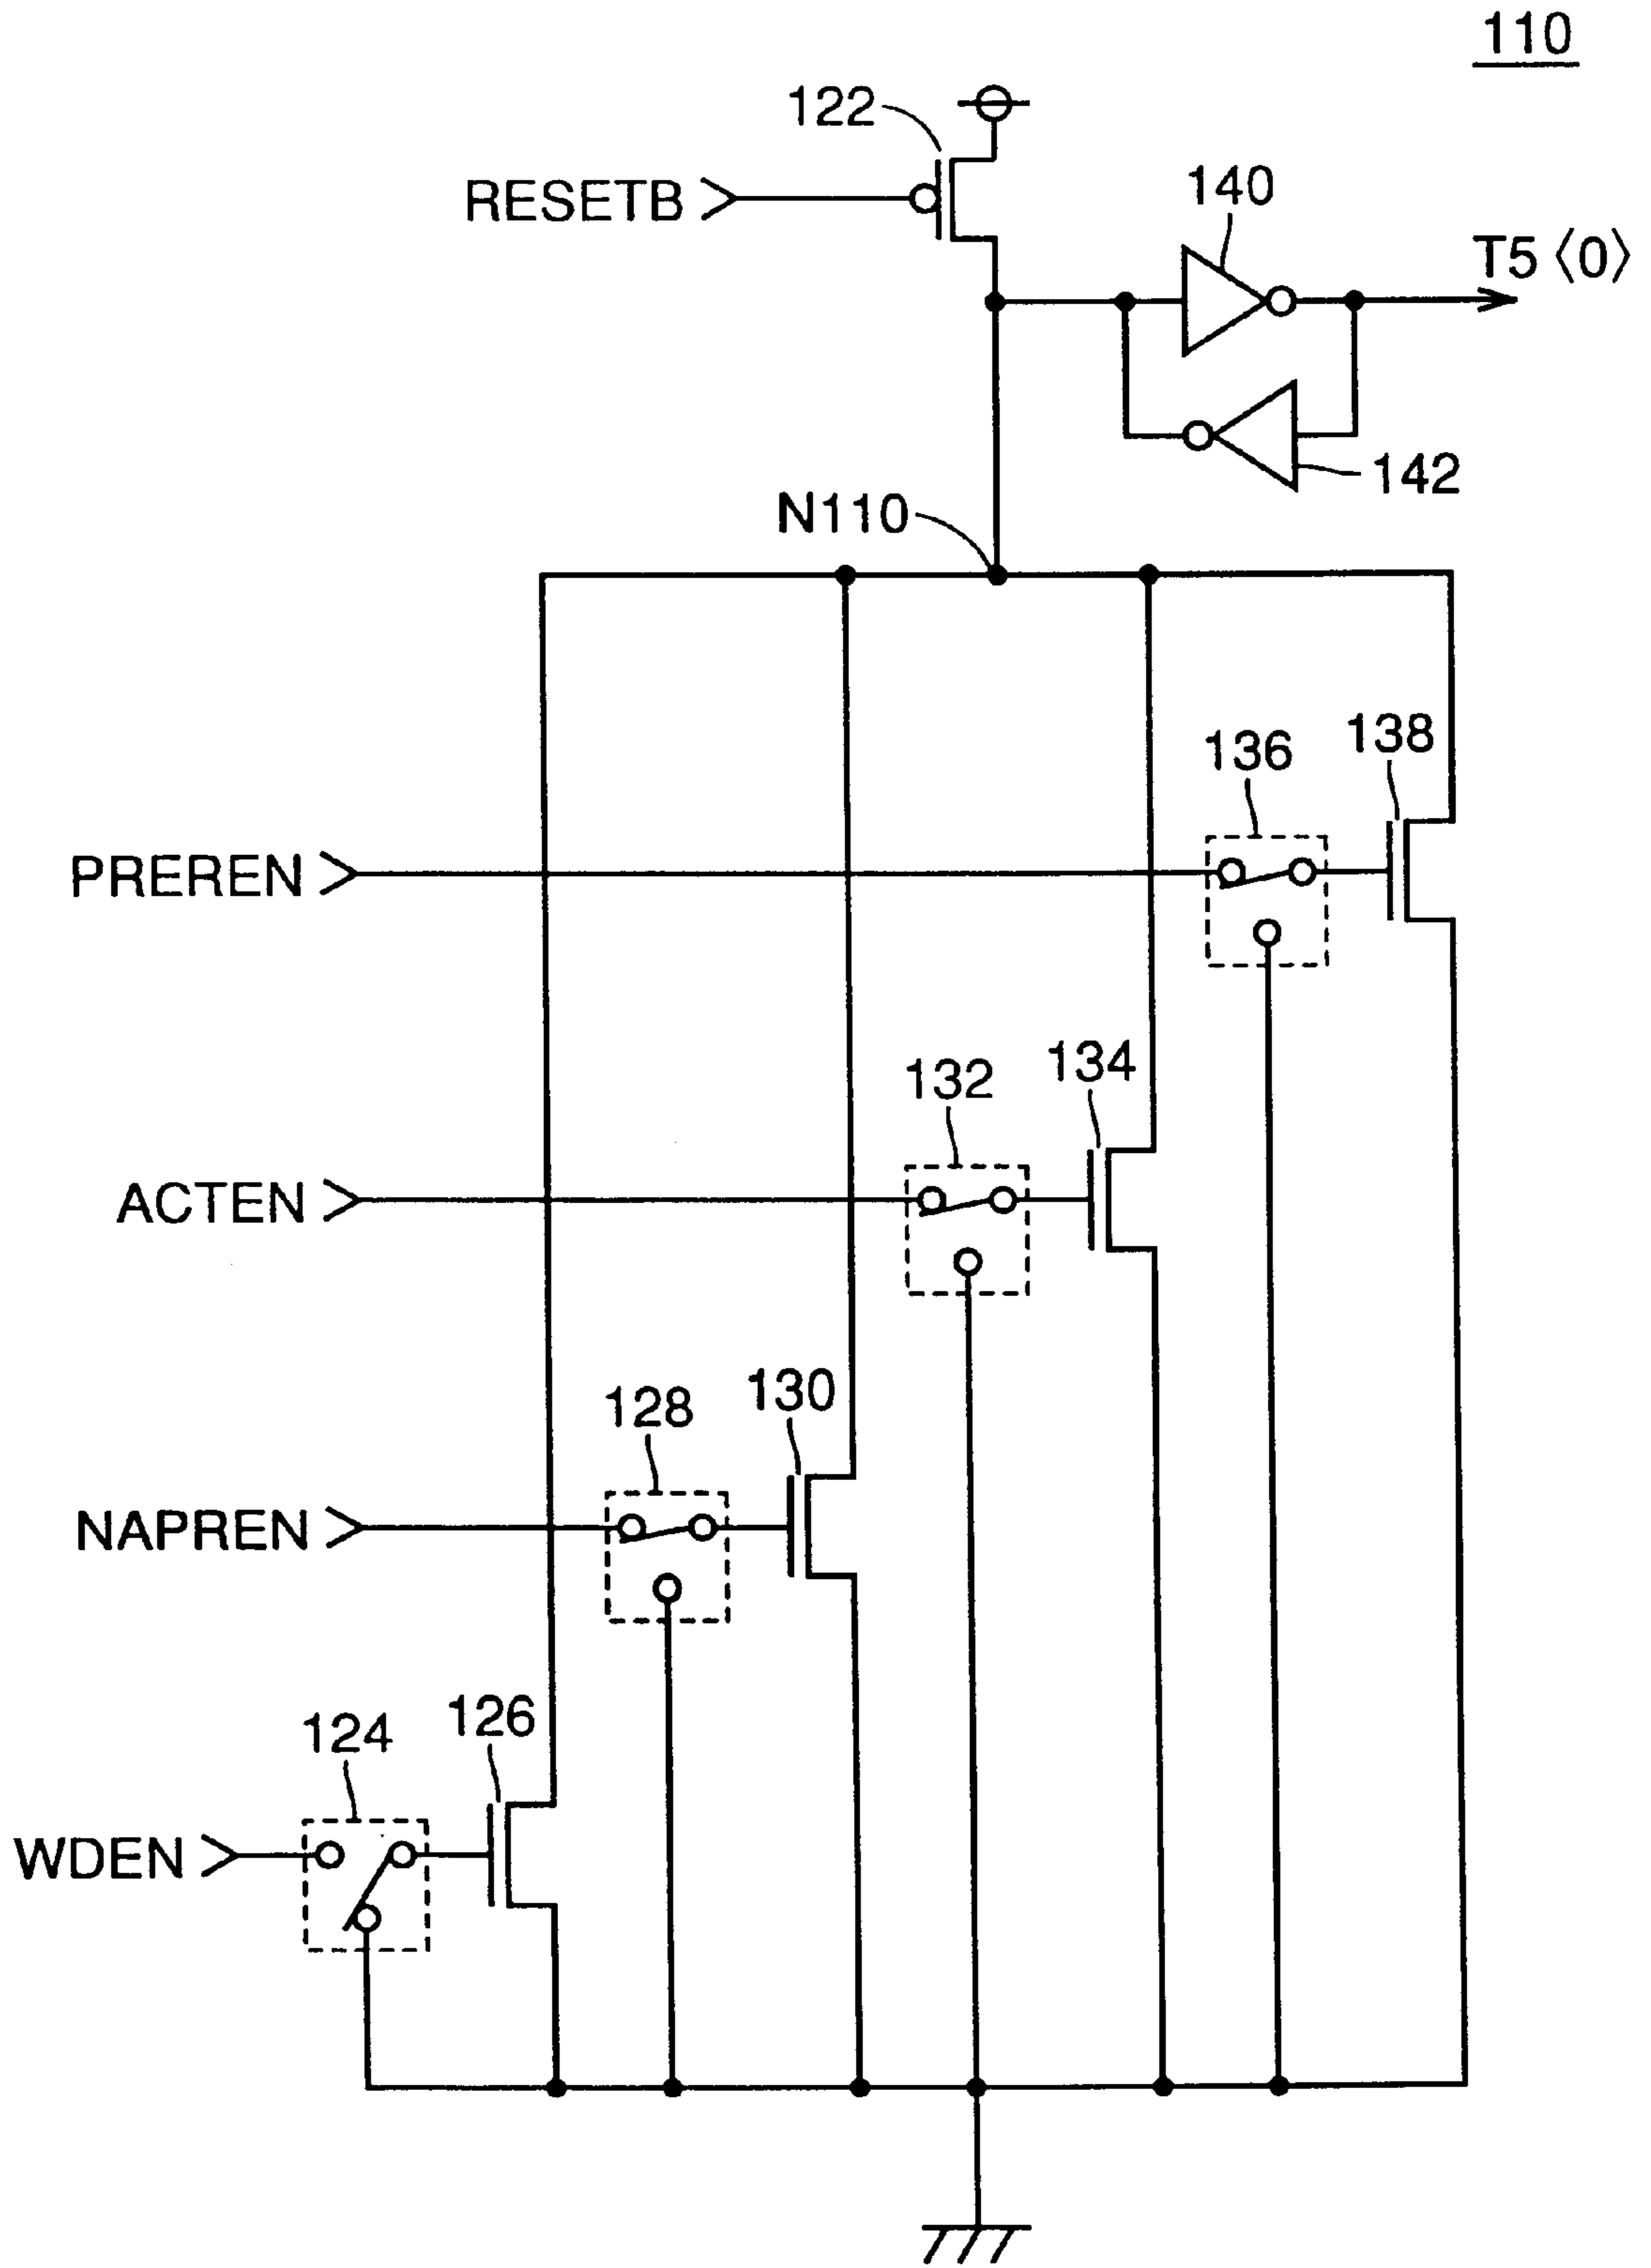 110
122
RESETB
140
T5〈0〉
142
N110
136
138
PREREN
132
134
ACTEN
128
130
NAPREN
124
126
WDEN